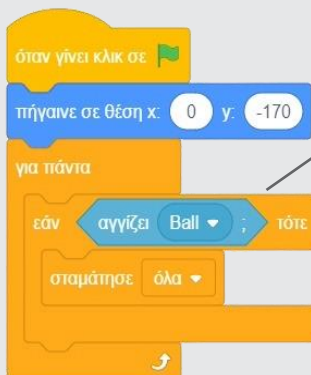 όταν γίνει κλικ σε
πήγαινε σε θέση x: 0 y: -170
για πάντα
εάν αγγίζει Ball ; τότε
σταμάτησε όλα